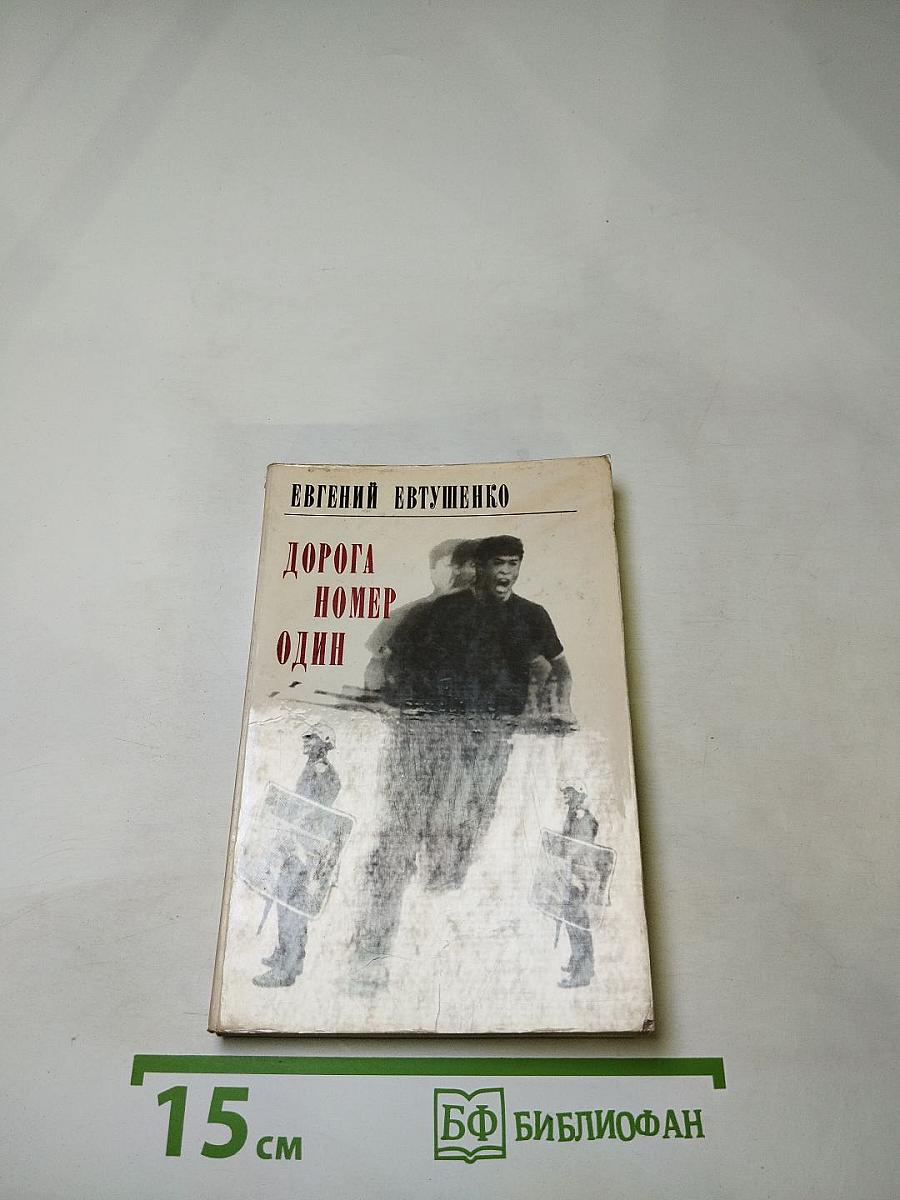 ЕВГЕНИЙ ЕВТУШЕНКО
ДОРОГА
НОМЕР
ОДИН
15 см
БФ БИБЛИОФАН